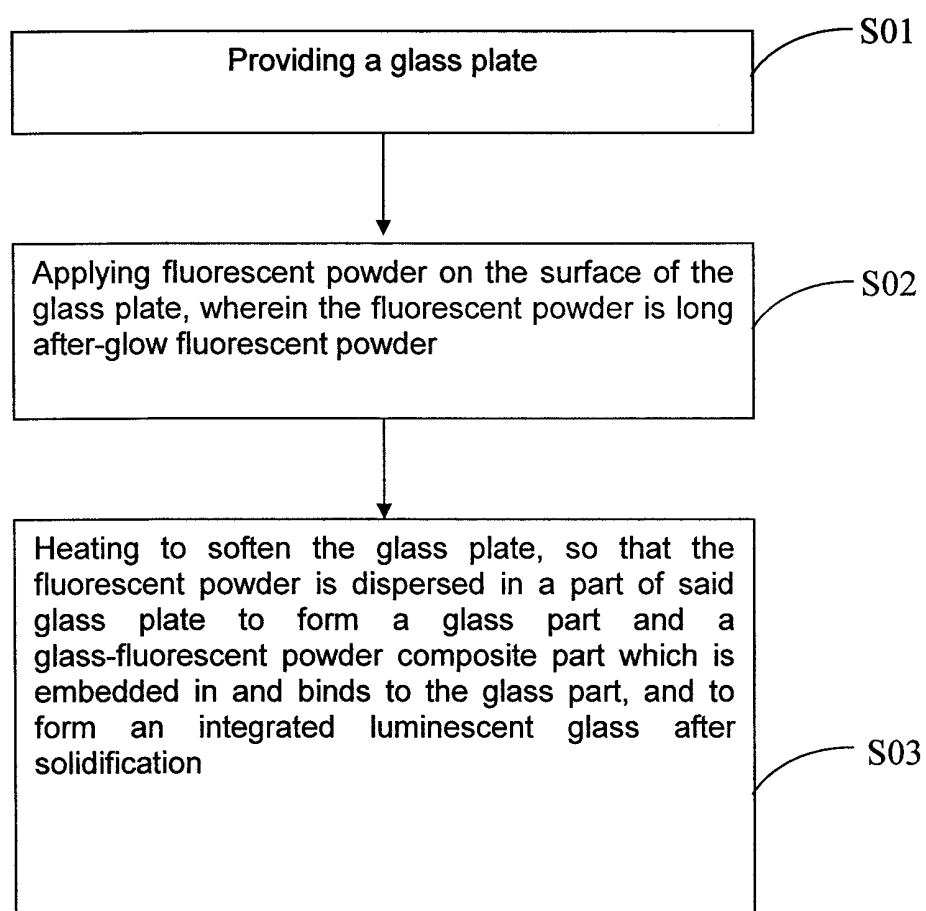 S01
Providing a glass plate
Applying fluorescent powder on the surface of the
glass plate, wherein the fluorescent powder is long
after-glow fluorescent powder
S02
Heating to soften the glass plate, so that the
fluorescent powder is dispersed in a part of said
glass plate to form a glass part and a
glass-fluorescent powder composite part which is
embedded in and binds to the glass part, and to
form an integrated luminescent glass after
solidification
S03